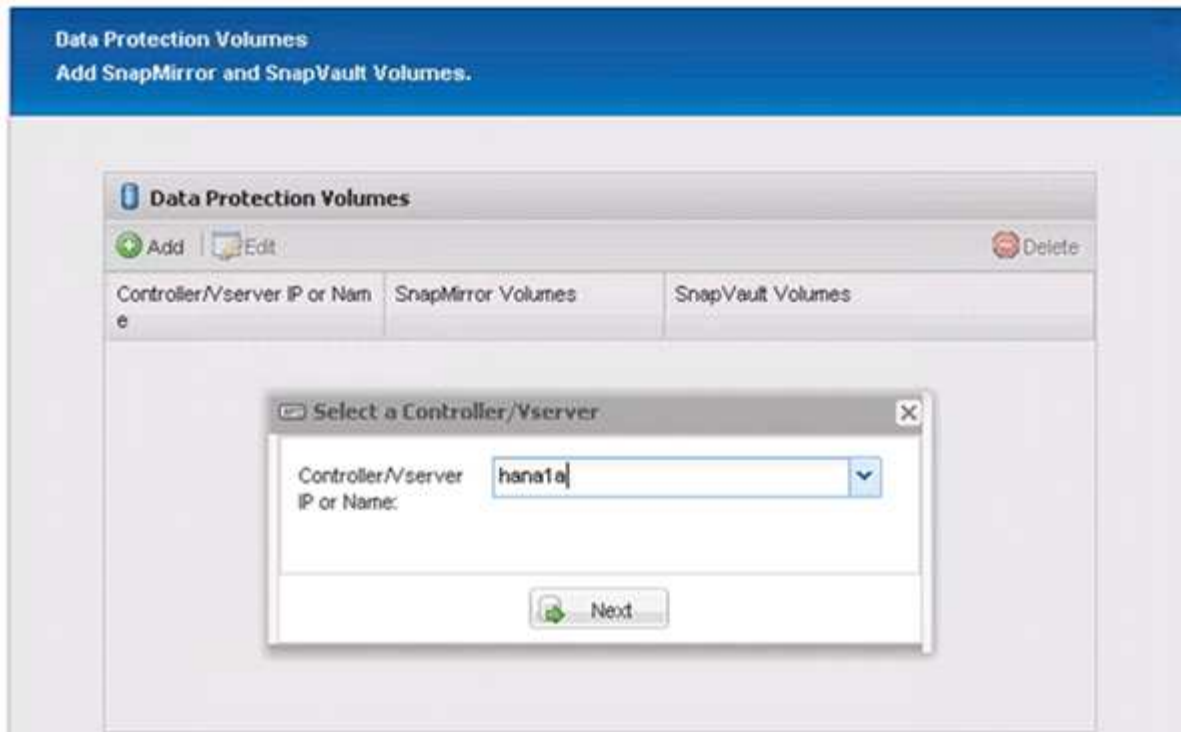 Data Protection Volumes
Add SnapMirror and SnapVault Volumes.
Data Protection Volumes
Add Edit Delete
Controller/Vserver IP or Nam SnapMirror Volumes SnapVault Volumes
e
Select a Controller/Vserver
Controller/Vserver hana1a
IP or Name:
Next